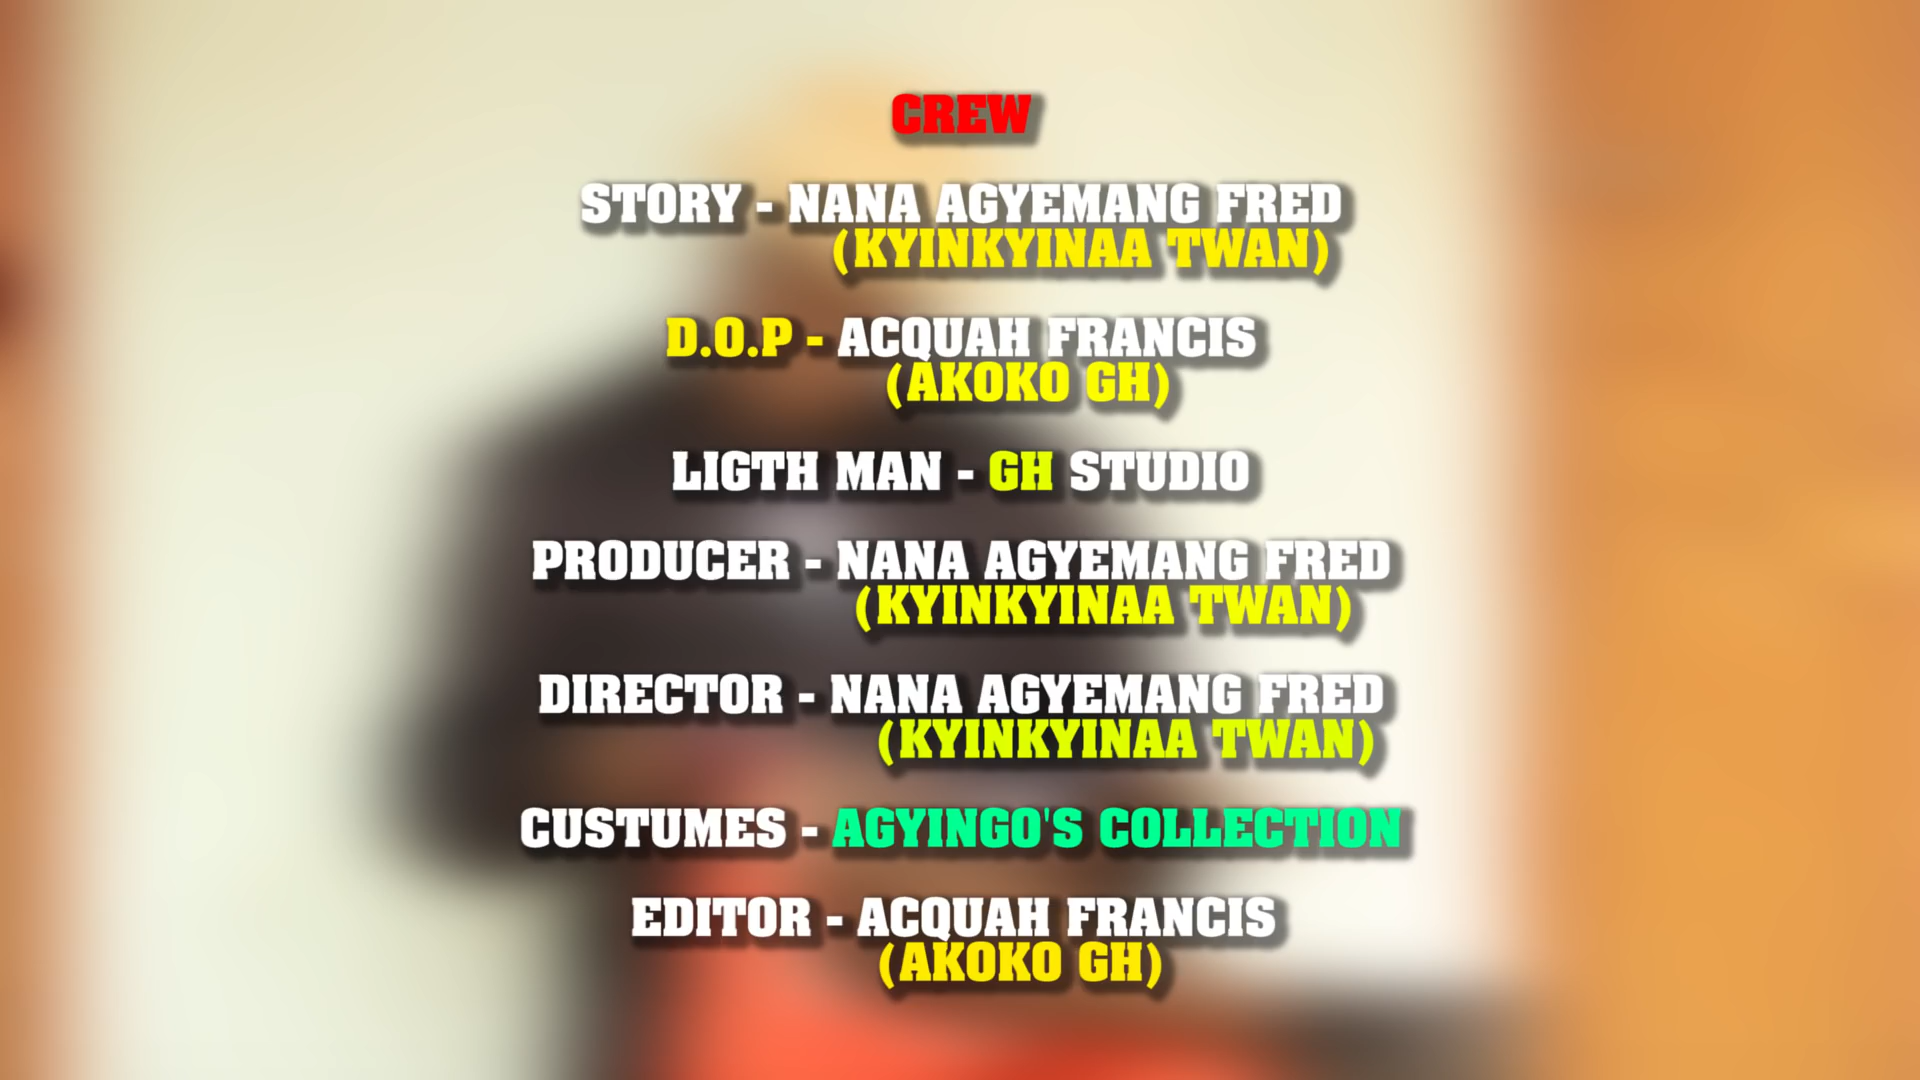 CREW
STORY - NANA AGYEMANG FRED
(KYINKYINAA TWAN)
D.O.P - ACQUAH FRANCIS
(AKOKO GH)
LIGTH MAN - GH STUDIO
PRODUCER - NANA AGYEMANG FRED
(KYINKYINAA TWAN)
DIRECTOR - NANA AGYEMANG FRED
(KYINKYINAA TWAN)
CUSTUMES - AGYINGO'S COLLECTION
EDITOR - ACQUAH FRANCIS
(AKOKO GH)